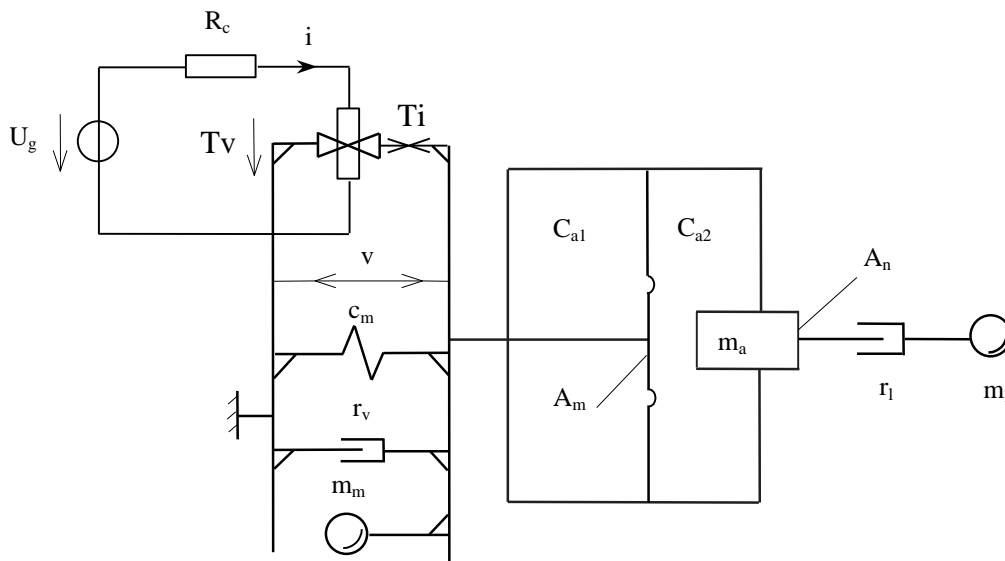 R_c
i
U_g
Tv
Ti
v
C_a1
C_a2
A_n
c_m
m_a
A_m
r_l
m
r_v
m_m